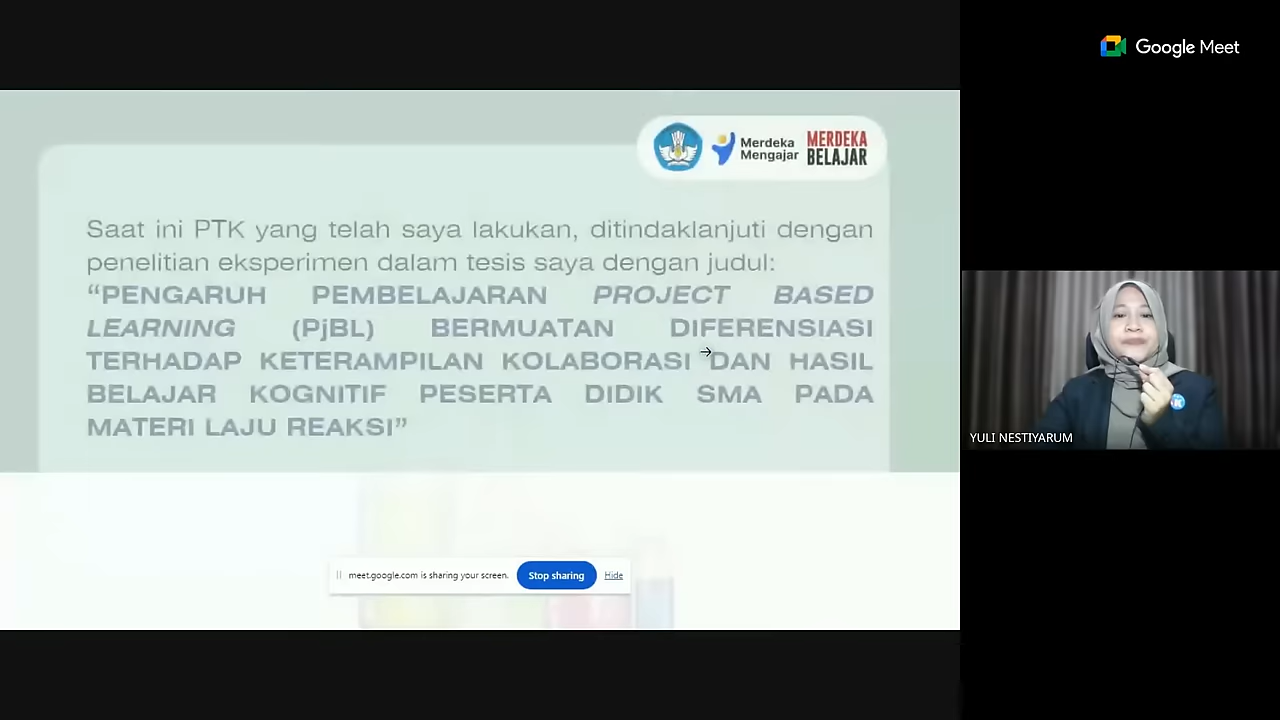 Google Meet
Merdeka
Mengajar
MERDEKA
BELAJAR
Saat ini PTK yang telah saya lakukan, ditindaklanjuti dengan
penelitian eksperimen dalam tesis saya dengan judul:
“PENGARUH PEMBELAJARAN PROJECT BASED
LEARNING (PjBL) BERMUATAN DIFERENSIASI
TERHADAP KETERAMPILAN KOLABORASI DAN HASIL
BELAJAR KOGNITIF PESERTA DIDIK SMA PADA
MATERI LAJU REAKSI”
YULI NESTIYARUM
meet.google.com is sharing your screen.
Stop sharing
Hide